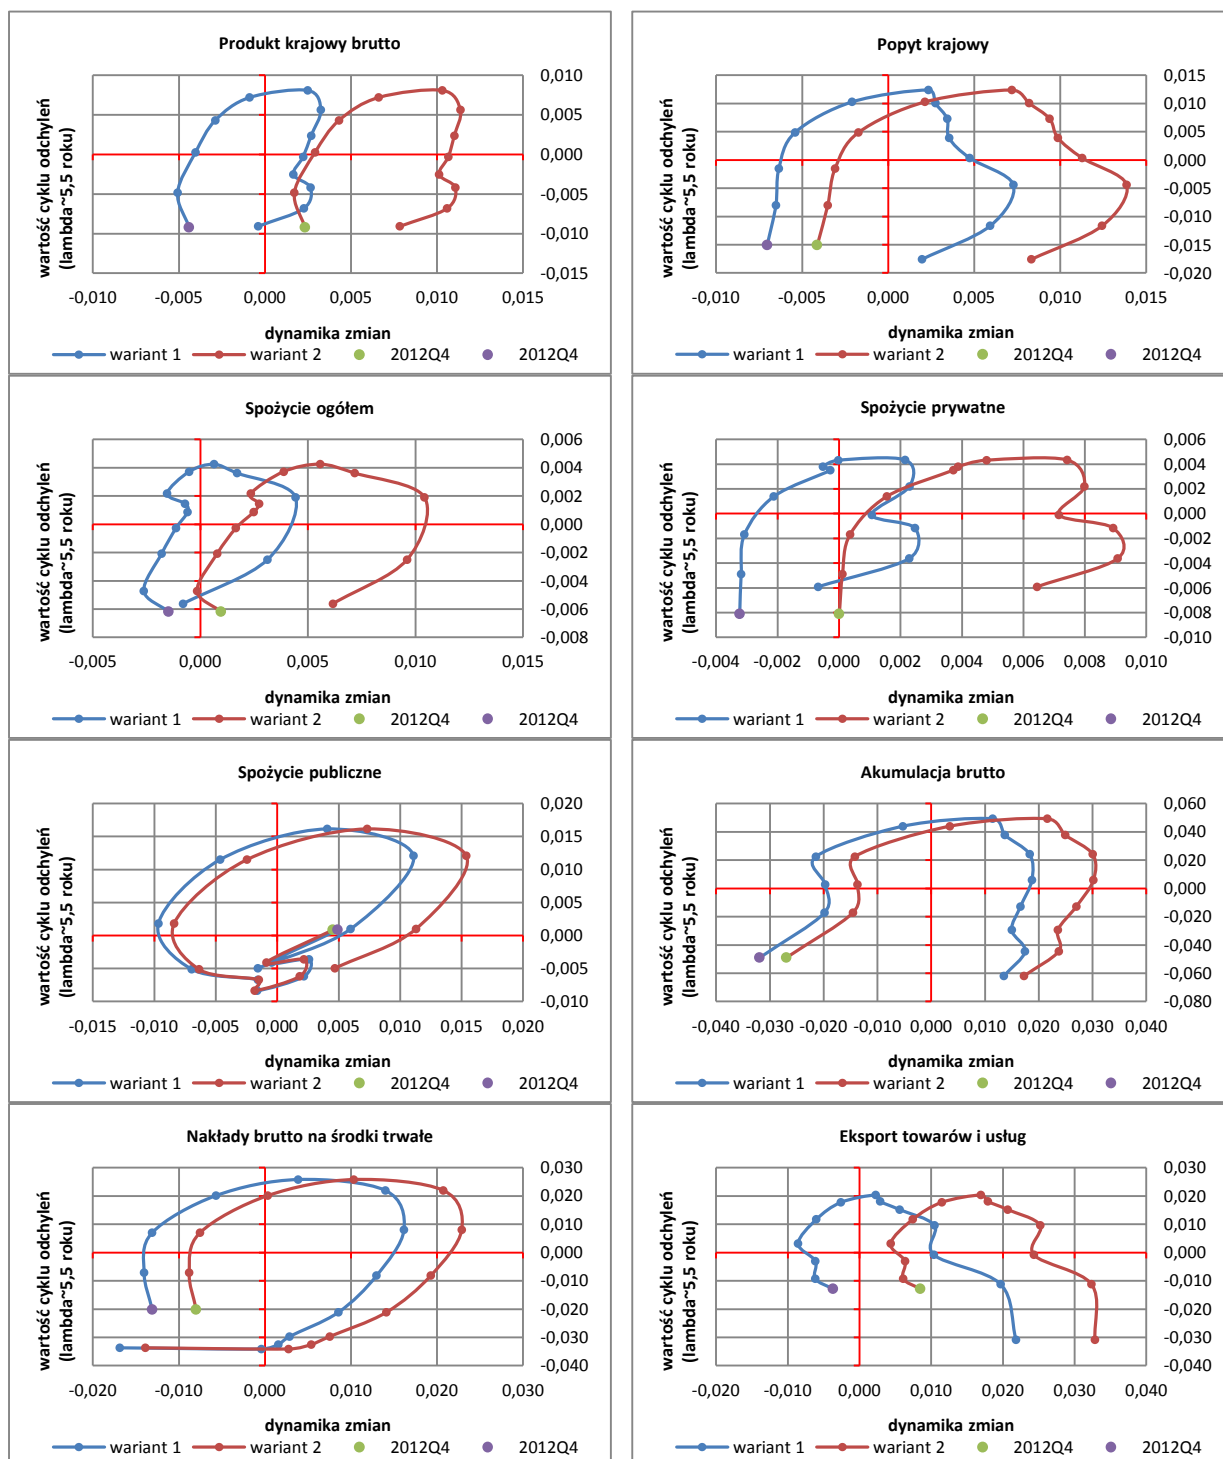 Produkt krajowy brutto
wartość cyklu odchyleń
(lambda~5,5 roku)
0,010
0,005
0,000
-0,005
-0,010
-0,015
-0,010 -0,005 0,000 0,005 0,010 0,015
dynamika zmian
wariant 1 wariant 2 2012Q4 2012Q4
Popyt krajowy
wartość cyklu odchyleń
(lambda~5,5 roku)
0,015
0,010
0,005
0,000
-0,005
-0,010
-0,015
-0,020
-0,010 -0,005 0,000 0,005 0,010 0,015
dynamika zmian
wariant 1 wariant 2 2012Q4 2012Q4
Spożycie ogółem
wartość cyklu odchyleń
(lambda~5,5 roku)
0,006
0,004
0,002
0,000
-0,002
-0,004
-0,006
-0,008
-0,005 0,000 0,005 0,010 0,015
dynamika zmian
wariant 1 wariant 2 2012Q4 2012Q4
Spożycie prywatne
wartość cyklu odchyleń
(lambda~5,5 roku)
0,006
0,004
0,002
0,000
-0,002
-0,004
-0,006
-0,008
-0,010
-0,004 -0,002 0,000 0,002 0,004 0,006 0,008 0,010
dynamika zmian
wariant 1 wariant 2 2012Q4 2012Q4
Spożycie publiczne
wartość cyklu odchyleń
(lambda~5,5 roku)
0,020
0,015
0,010
0,005
0,000
-0,005
-0,010
-0,015 -0,010 -0,005 0,000 0,005 0,010 0,015 0,020
dynamika zmian
wariant 1 wariant 2 2012Q4 2012Q4
Akumulacja brutto
wartość cyklu odchyleń
(lambda~5,5 roku)
0,060
0,040
0,020
0,000
-0,020
-0,040
-0,060
-0,080
-0,040 -0,030 -0,020 -0,010 0,000 0,010 0,020 0,030 0,040
dynamika zmian
wariant 1 wariant 2 2012Q4 2012Q4
Nakłady brutto na środki trwałe
wartość cyklu odchyleń
(lambda~5,5 roku)
0,030
0,020
0,010
0,000
-0,010
-0,020
-0,030
-0,040
-0,020 -0,010 0,000 0,010 0,020 0,030
dynamika zmian
wariant 1 wariant 2 2012Q4 2012Q4
Eksport towarów i usług
wartość cyklu odchyleń
(lambda~5,5 roku)
0,030
0,020
0,010
0,000
-0,010
-0,020
-0,030
-0,040
-0,020 -0,010 0,000 0,010 0,020 0,030 0,040
dynamika zmian
wariant 1 wariant 2 2012Q4 2012Q4